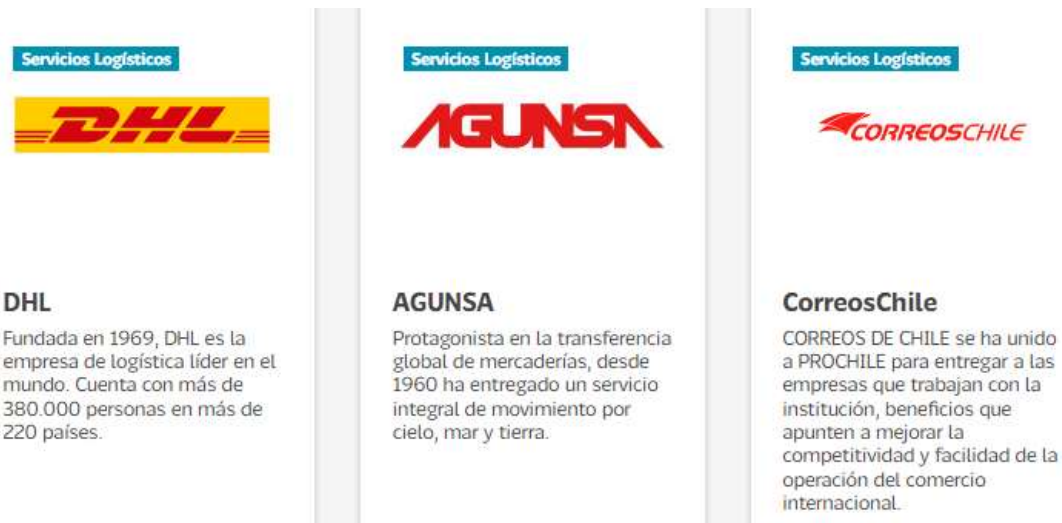 Servicios Logísticos
DHL
DHL
Fundada en 1969, DHL es la
empresa de logística líder en el
mundo. Cuenta con más de
380.000 personas en más de
220 países.
Servicios Logísticos
AGUNSA
AGUNSA
Protagonista en la transferencia
global de mercaderías, desde
1960 ha entregado un servicio
integral de movimiento por
cielo, mar y tierra.
Servicios Logísticos
CORREOSCHILE
CorreosChile
CORREOS DE CHILE se ha unido
a PROCHILE para entregar a las
empresas que trabajan con la
institución, beneficios que
apunten a mejorar la
competitividad y facilidad de la
operación del comercio
internacional.